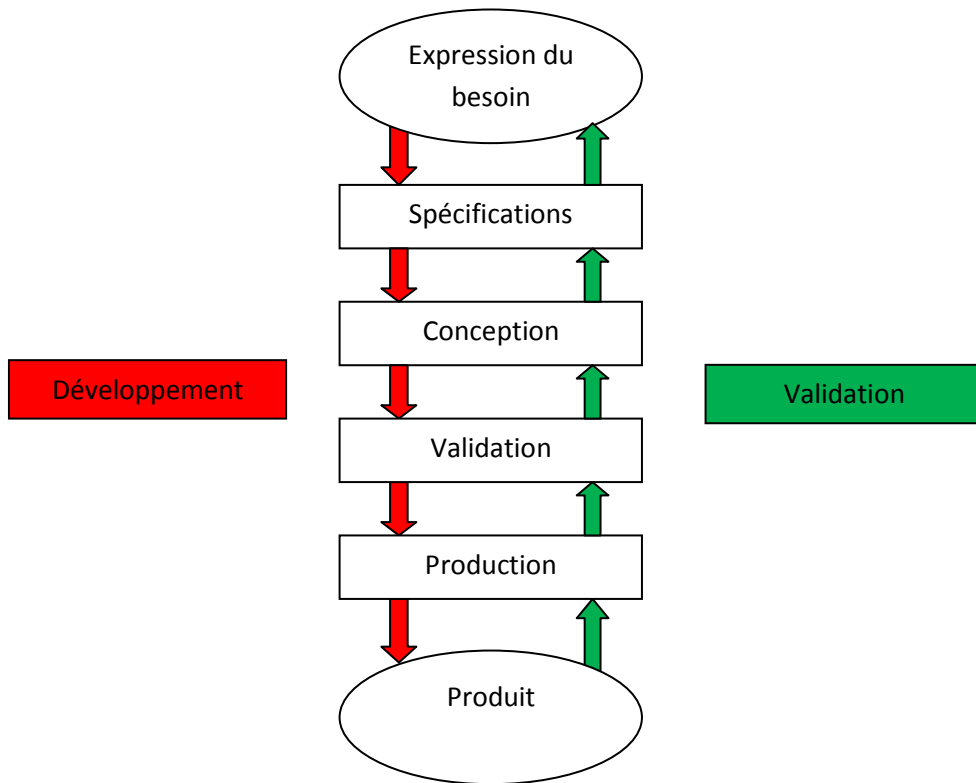 Expression du
besoin
Spécifications
Conception
Développement
Validation
Validation
Production
Produit